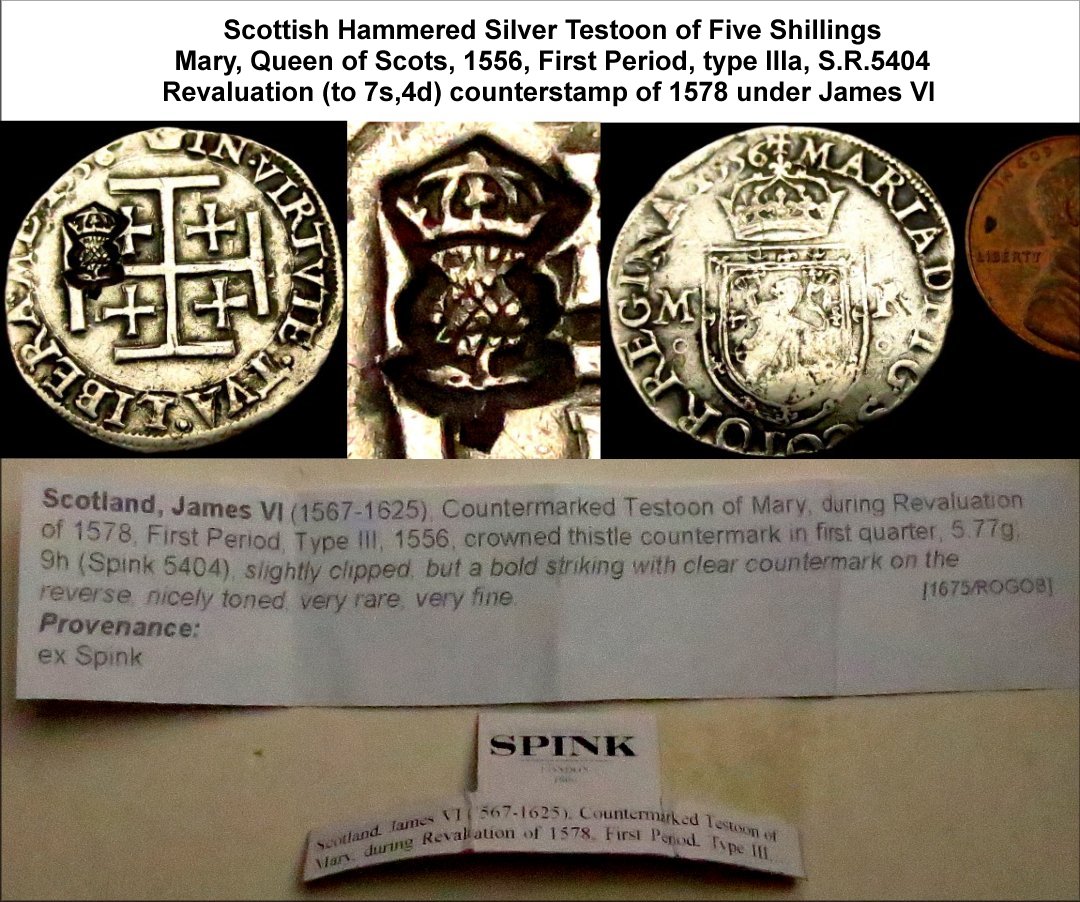 Scottish Hammered Silver Testoon of Five Shillings
Mary, Queen of Scots, 1556, First Period, type IIIa, S.R.5404
Revaluation (to 7s,4d) counterstamp of 1578 under James VI
IN·VIRTVTE·TVA·LIBERA·ME·
1556 MARIA DEI G SCOTOR REGINA
M R
LIBERTY
Scotland, James VI (1567-1625), Countermarked Testoon of Mary, during Revaluation
of 1578, First Period, Type III, 1556, crowned thistle countermark in first quarter, 5.77g,
9h (Spink 5404), slightly clipped, but a bold striking with clear countermark on the
reverse, nicely toned, very rare, very fine.
[1675/ROGOB]
Provenance:
ex Spink
SPINK
LONDON
Scotland, James VI (1567-1625), Countermarked Testoon of
Mary, during Revaluation of 1578, First Period, Type III,